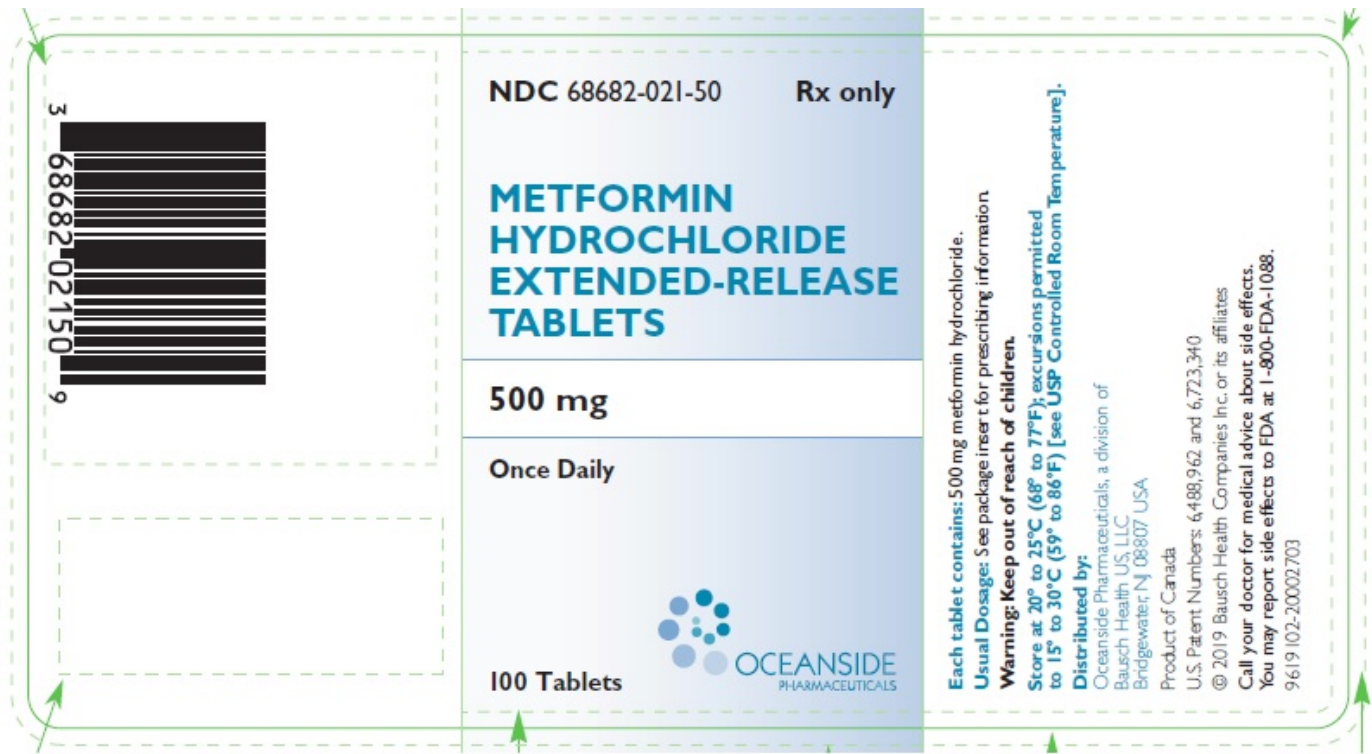 3
68682 02150
9
NDC 68682-021-50 Rx only
METFORMIN
HYDROCHLORIDE
EXTENDED-RELEASE
TABLETS
500 mg
Once Daily
100 Tablets
OCEANSIDE
PHARMACEUTICALS
Each tablet contains: 500 mg metformin hydrochloride.
Usual Dosage: See package insert for prescribing information.
Warning: Keep out of reach of children.
Store at 20° to 25°C (68° to 77°F); excursions permitted
to 15° to 30°C (59° to 86°F) [see USP Controlled Room Temperature].
Distributed by:
Oceanside Pharmaceuticals, a division of
Bausch Health US, LLC
Bridgewater, NJ 08807 USA
Product of Canada
U.S. Patent Numbers: 6,488,962 and 6,723,340
© 2019 Bausch Health Companies Inc. or its affiliates
Call your doctor for medical advice about side effects.
You may report side effects to FDA at 1-800-FDA-1088.
9619102-20002703